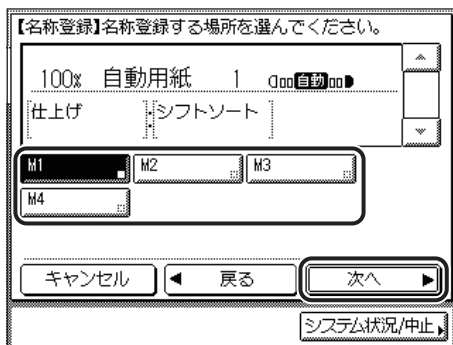 【名称登録】名称登録する場所を選んでください。
100% 自動用紙 1 自動
仕上げ :シフトソート
M1 M2 M3
M4
キャンセル ◀ 戻る 次へ ▶
システム状況/中止